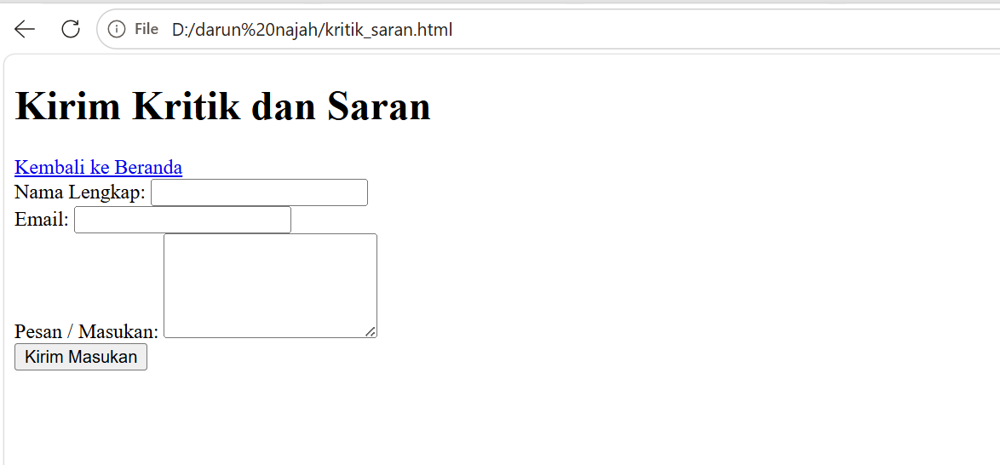 File D:/darun%20najah/kritik_saran.html
Kirim Kritik dan Saran
Kembali ke Beranda
Nama Lengkap:
Email:
Pesan / Masukan:
Kirim Masukan